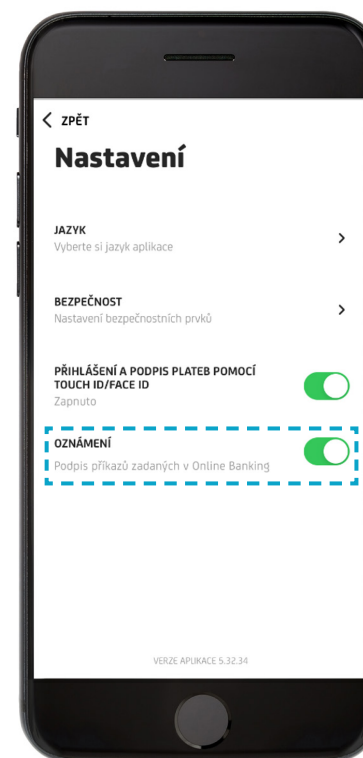 ZPĚT
Nastavení
JAZYK
Vyberte si jazyk aplikace
BEZPEČNOST
Nastavení bezpečnostních prvků
PŘIHLÁŠENÍ A PODPIS PLATEB POMOCÍ
TOUCH ID/FACE ID
Zapnuto
OZNÁMENÍ
Podpis příkazů zadaných v Online Banking
VERZE APLIKACE 5.32.34